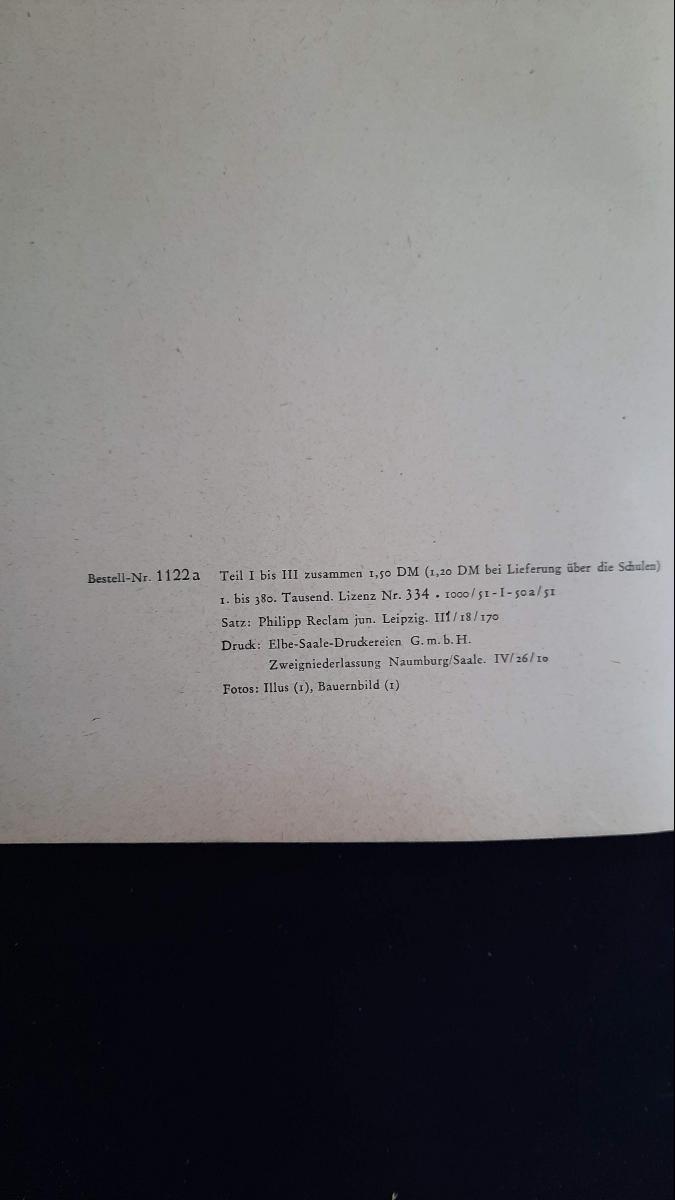 Bestell-Nr. 1122a Teil I bis III zusammen 1,50 DM (1,20 DM bei Lieferung über die Schulen)
1. bis 380. Tausend. Lizenz Nr. 334 • 1000/51-I-50a/51
Satz: Philipp Reclam jun. Leipzig. III/18/170
Druck: Elbe-Saale-Druckereien G.m.b.H.
Zweigniederlassung Naumburg/Saale. IV/26/10
Fotos: Illus (1), Bauernbild (1)